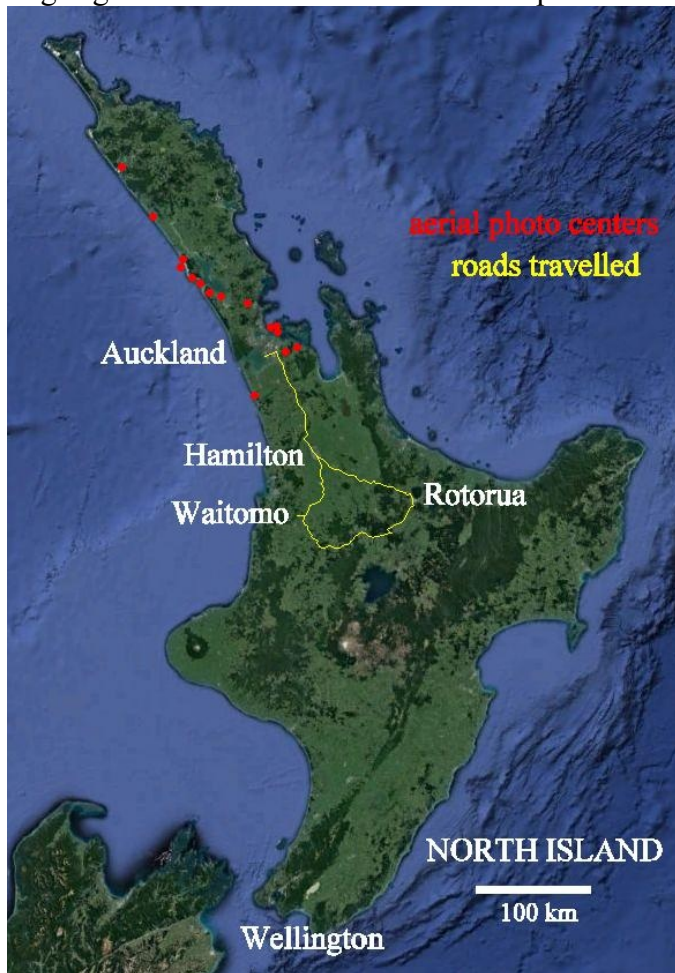 aerial photo centers
roads travelled
Auckland
Hamilton
Rotorua
Waitomo
NORTH ISLAND
100 km
Wellington